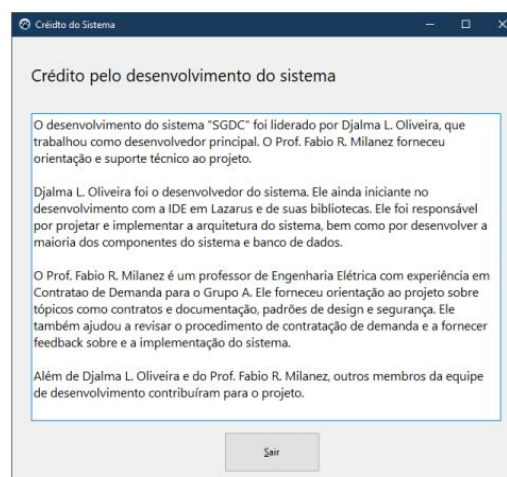 Créidto do Sistema
Crédito pelo desenvolvimento do sistema
O desenvolvimento do sistema "SGDC" foi liderado por Djalma L. Oliveira, que
trabalhou como desenvolvedor principal. O Prof. Fabio R. Milanez forneceu
orientação e suporte técnico ao projeto.
Djalma L. Oliveira foi o desenvolvedor do sistema. Ele ainda iniciante no
desenvolvimento com a IDE em Lazarus e de suas bibliotecas. Ele foi responsável
por projetar e implementar a arquitetura do sistema, bem como por desenvolver a
maioria dos componentes do sistema e banco de dados.
O Prof. Fabio R. Milanez é um professor de Engenharia Elétrica com experiência em
Contratao de Demanda para o Grupo A. Ele forneceu orientação ao projeto sobre
tópicos como contratos e documentação, padrões de design e segurança. Ele
também ajudou a revisar o procedimento de contratação de demanda e a fornecer
feedback sobre e a implementação do sistema.
Além de Djalma L. Oliveira e do Prof. Fabio R. Milanez, outros membros da equipe
de desenvolvimento contribuíram para o projeto.
Sair